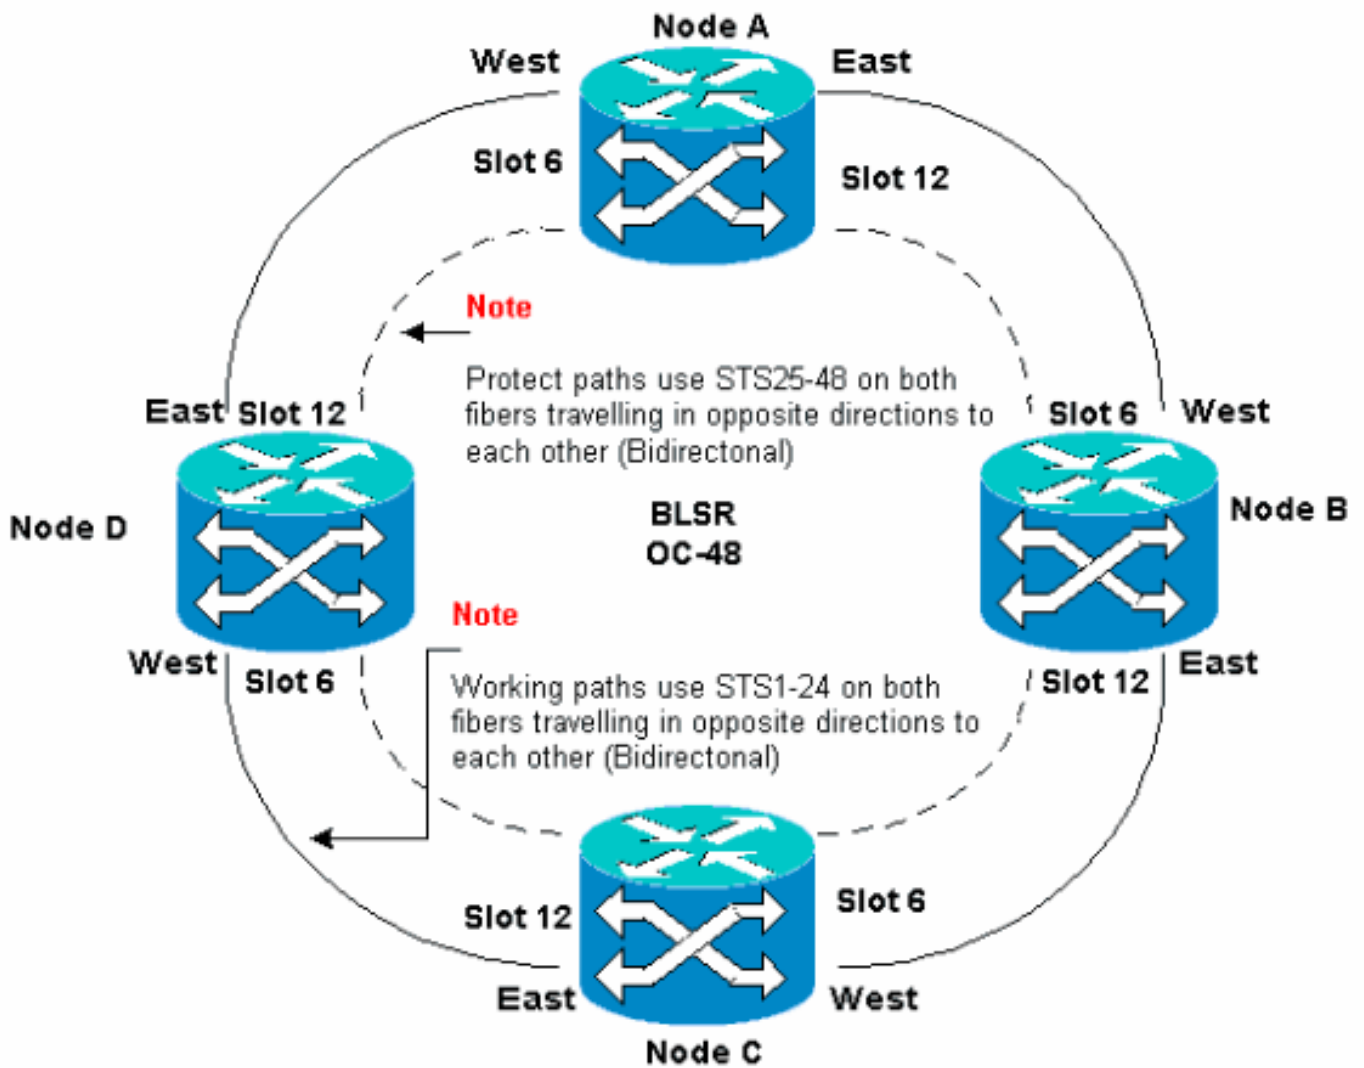 Node A
West
East
Slot 6
Slot 12
Note
Protect paths use STS25-48 on both
fibers travelling in opposite directions to
each other (Bidirectonal)
East
Slot 12
Slot 6
West
BLSR
OC-48
Node D
Node B
Note
West
Slot 6
Working paths use STS1-24 on both
fibers travelling in opposite directions to
each other (Bidirectonal)
Slot 12
East
Slot 12
Slot 6
East
West
Node C